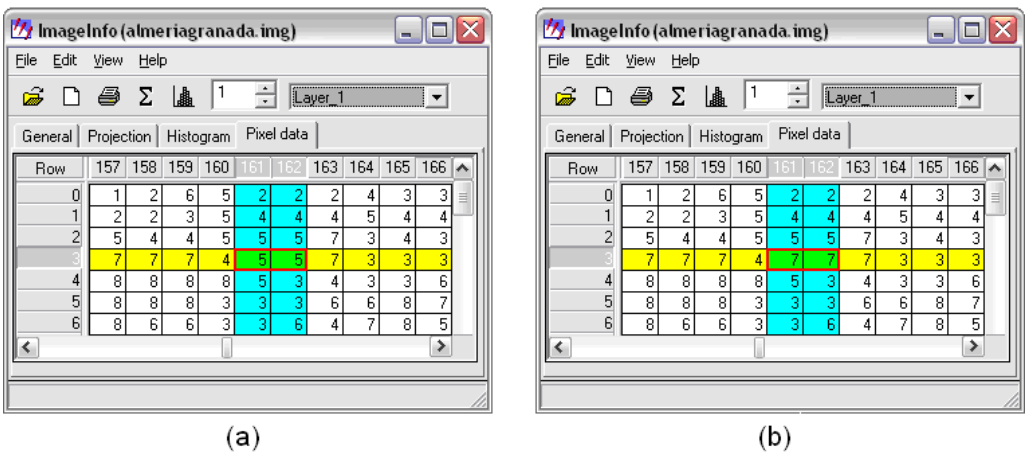 ImageInfo (almeriagranada.img)
File Edit View Help
1 Layer_1
General Projection Histogram Pixel data
Row 157 158 159 160 161 162 163 164 165 166
0 1 2 6 5 2 2 2 4 3 3
1 2 2 3 5 4 4 4 5 4 4
2 5 4 4 5 5 5 7 3 4 3
3 7 7 7 4 5 5 7 3 3 3
4 8 8 8 8 5 3 4 3 3 6
5 8 8 8 3 3 3 6 6 8 7
6 8 6 6 3 3 6 4 7 8 5
(a)
ImageInfo (almeriagranada.img)
File Edit View Help
1 Layer_1
General Projection Histogram Pixel data
Row 157 158 159 160 161 162 163 164 165 166
0 1 2 6 5 2 2 2 4 3 3
1 2 2 3 5 4 4 4 5 4 4
2 5 4 4 5 5 5 7 3 4 3
3 7 7 7 4 7 7 7 3 3 3
4 8 8 8 8 5 3 4 3 3 6
5 8 8 8 3 3 3 6 6 8 7
6 8 6 6 3 3 6 4 7 8 5
(b)